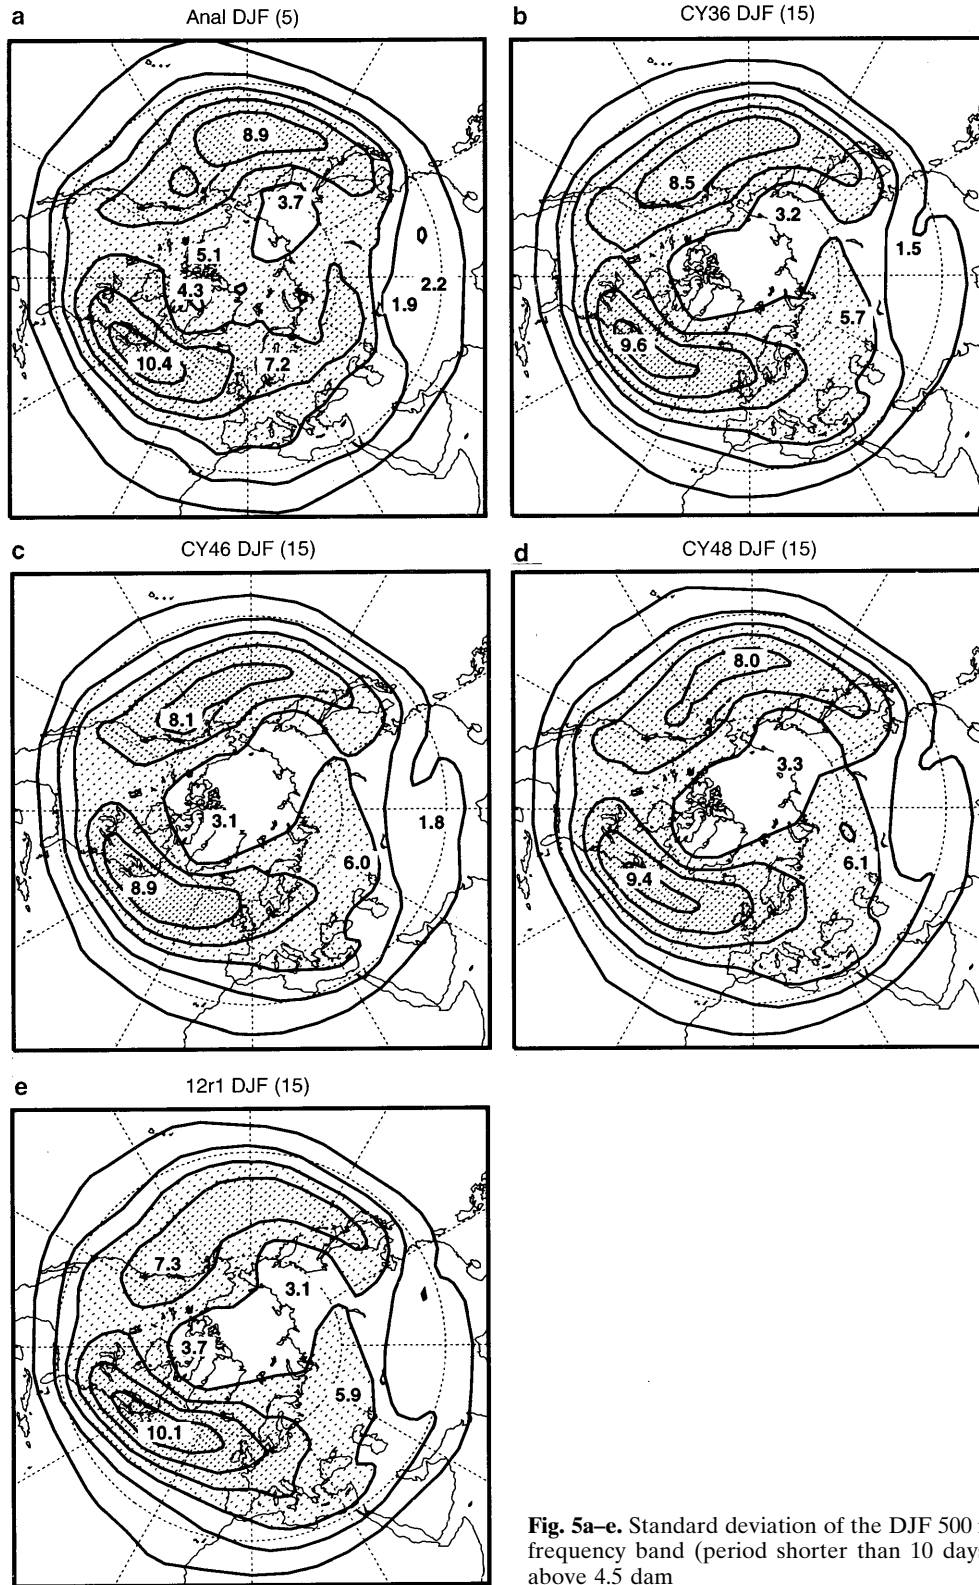 a
Anal DJF (5)
8.9
3.7
5.1
4.3
2.2
1.9
10.4
7.2
b
CY36 DJF (15)
8.5
3.2
1.5
5.7
9.6
c
CY46 DJF (15)
8.1
3.1
1.8
6.0
8.9
d
CY48 DJF (15)
8.0
3.3
6.1
9.4
e
12r1 DJF (15)
7.3
3.1
3.7
5.9
10.1
Fig. 5a–e. Standard deviation of the DJF 500
frequency band (period shorter than 10 day
above 4.5 dam